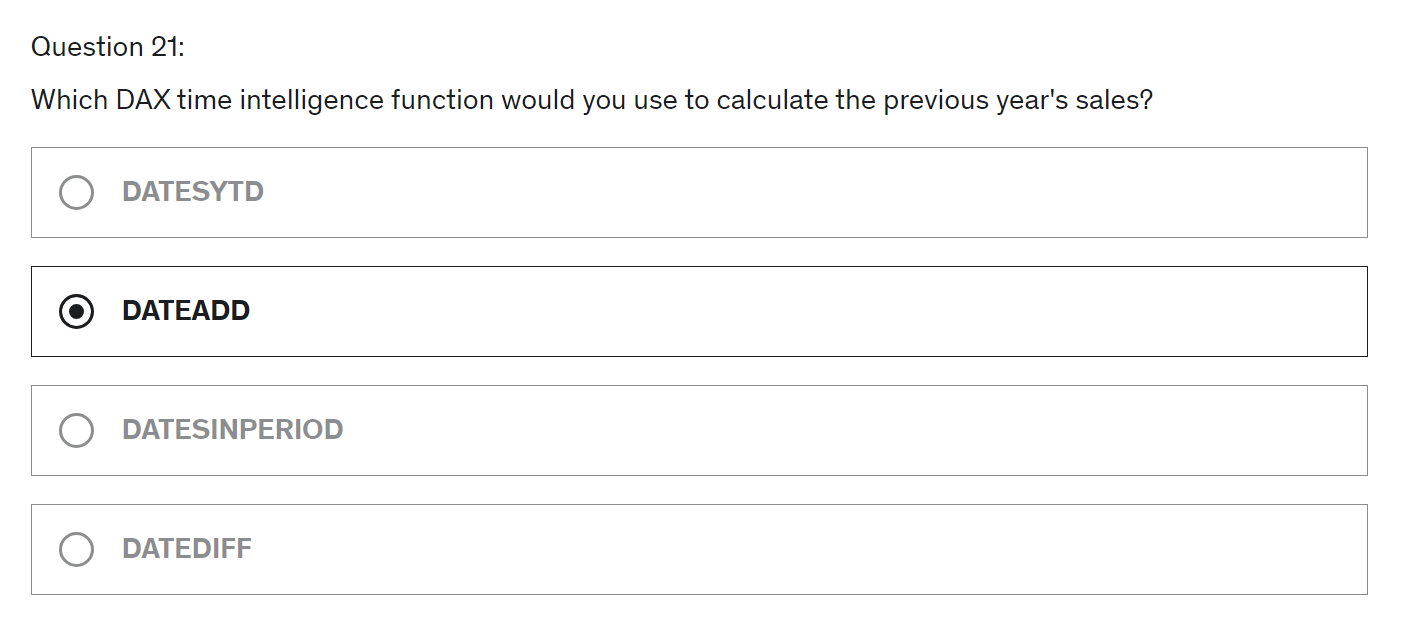 Question 21:
Which DAX time intelligence function would you use to calculate the previous year's sales?
DATESYTD
DATEADD
DATESINPERIOD
DATEDIFF